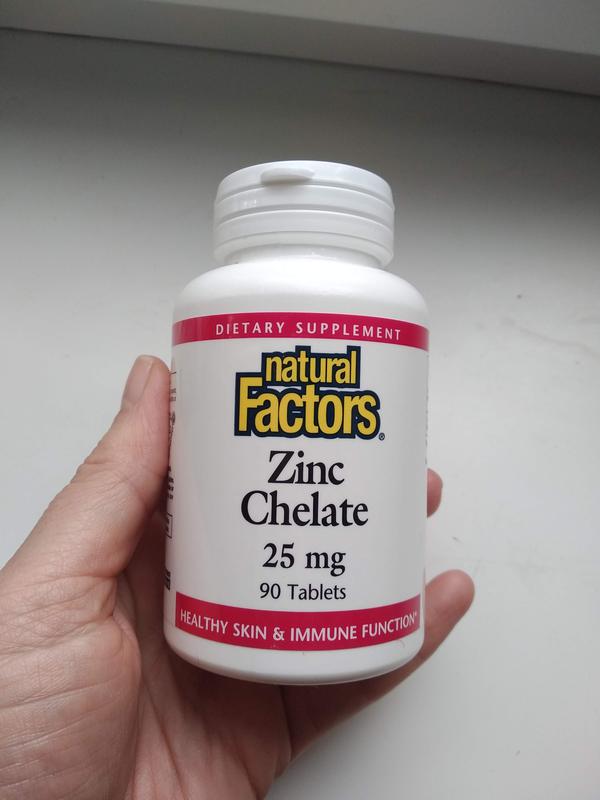 DIETARY SUPPLEMENT
natural
Factors®
Zinc
Chelate
25 mg
90 Tablets
HEALTHY SKIN & IMMUNE FUNCTION*